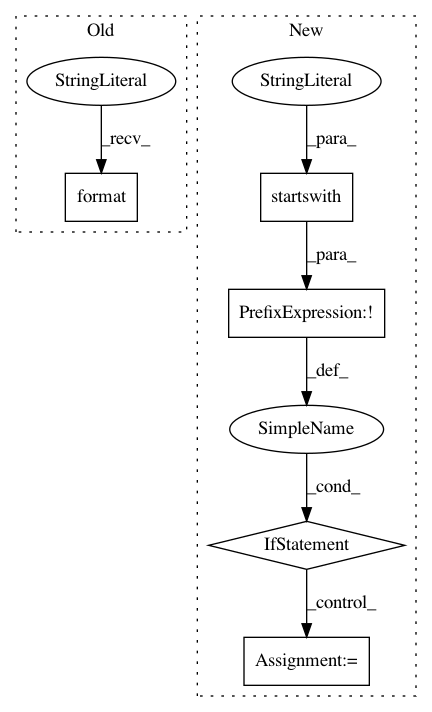 Old
StringLiteral
_recv_
format
New
StringLiteral
_para_
startswith
_para_
PrefixExpression:!
_def_
SimpleName
_cond_
IfStatement
_control_
Assignment:=